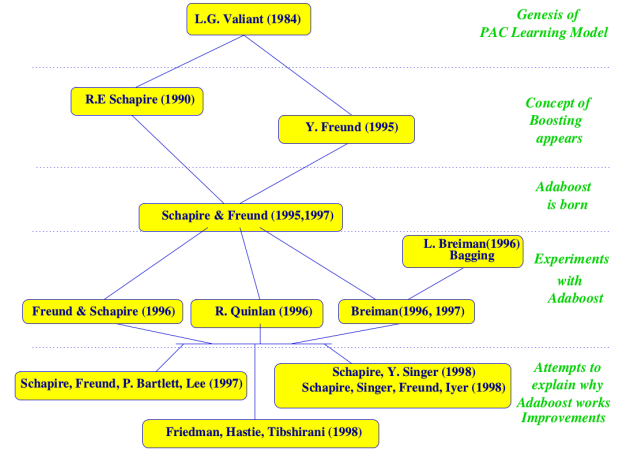 L.G. Valiant (1984)
Genesis of
PAC Learning Model
R.E Schapire (1990)
Y. Freund (1995)
Concept of
Boosting
appears
Schapire & Freund (1995,1997)
Adaboost
is born
L. Breiman(1996)
Bagging
Experiments
with
Adaboost
Freund & Schapire (1996)
R. Quinlan (1996)
Breiman(1996, 1997)
Schapire, Freund, P. Bartlett, Lee (1997)
Schapire, Y. Singer (1998)
Schapire, Singer, Freund, Iyer (1998)
Friedman, Hastie, Tibshirani (1998)
Attempts to
explain why
Adaboost works
Improvements